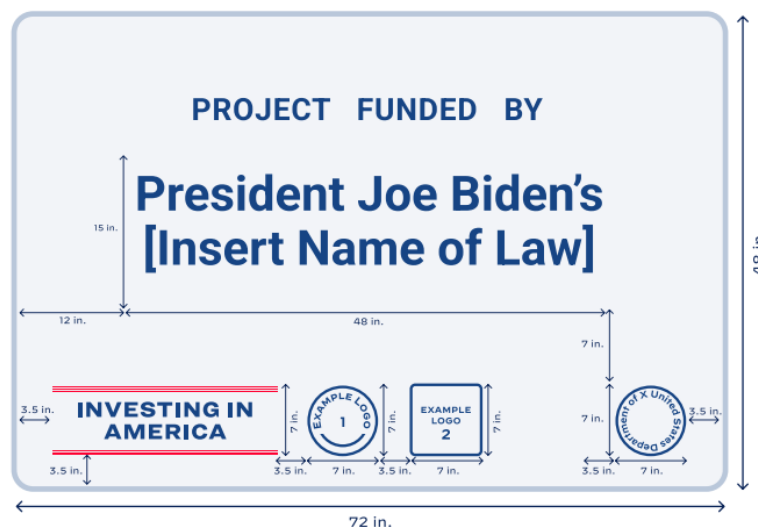 PROJECT FUNDED BY
President Joe Biden’s
[Insert Name of Law]
15 in.
12 in.
48 in.
7 in.
48 in.
INVESTING IN
AMERICA
3.5 in.
3.5 in.
7 in.
EXAMPLE LOGO
1
7 in.
EXAMPLE
LOGO
2
7 in.
7 in.
Department of X United States
3.5 in.
3.5 in.
7 in.
3.5 in.
7 in.
3.5 in.
7 in.
72 in.